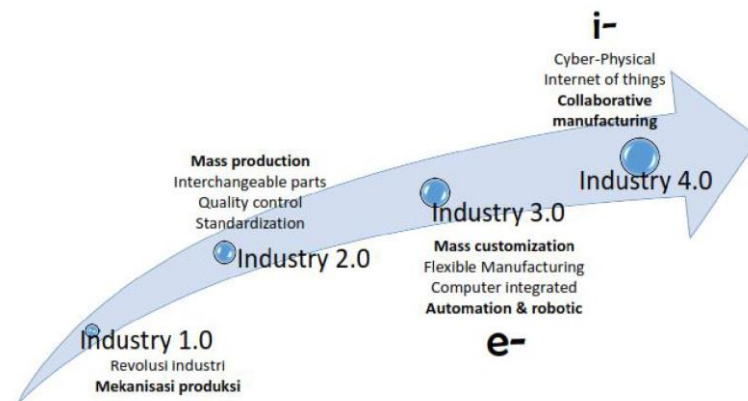 i-
Cyber-Physical
Internet of things
Collaborative
manufacturing
Industry 4.0
Mass production
Interchangeable parts
Quality control
Standardization
Industry 2.0
Industry 3.0
Mass customization
Flexible Manufacturing
Computer integrated
Automation & robotic
e-
Industry 1.0
Revolusi industri
Mekanisasi produksi